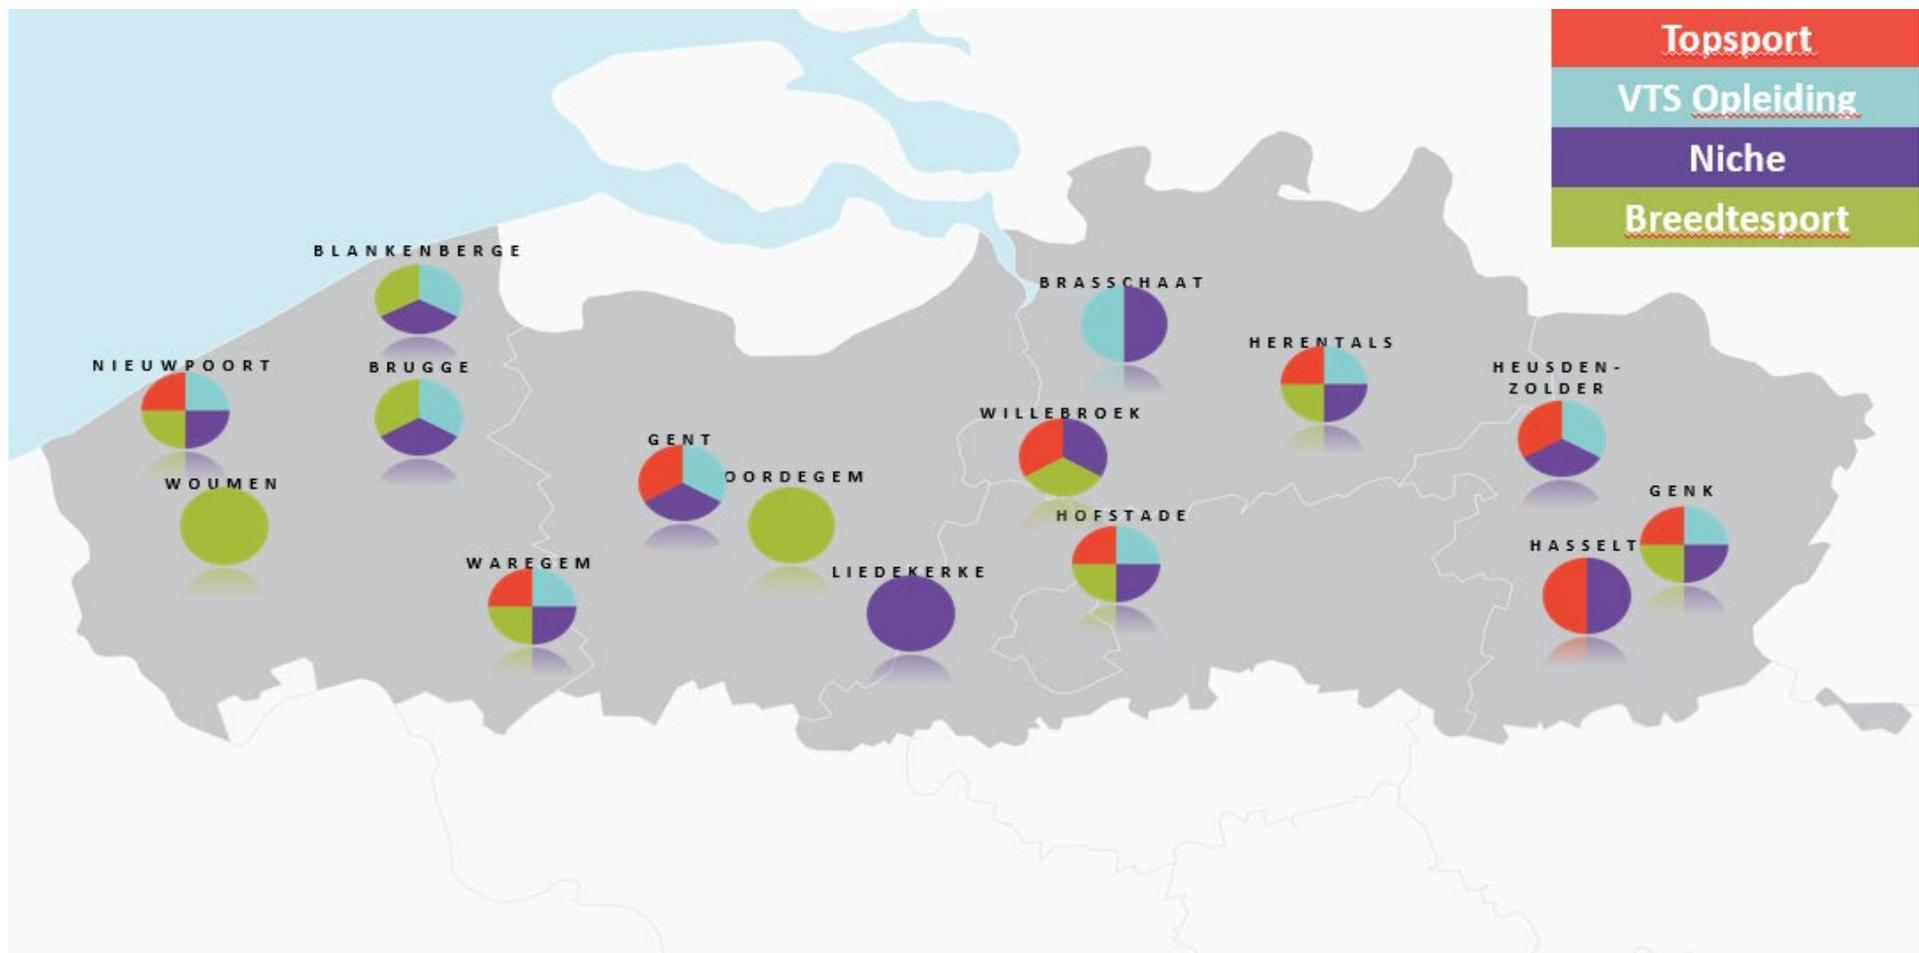 Topsport
VTS Opleiding
Niche
Breedtesport
BLANKENBERGE
BRASSCHAAT
HERENTALS
NIEUWPOORT
BRUGGE
HEUSDEN-
ZOLDER
WILLEBROEK
GENT
OORDEGEM
WOUMEN
GENK
HOFSTADE
HASSELT
WAREGEM
LIEDEKERKE